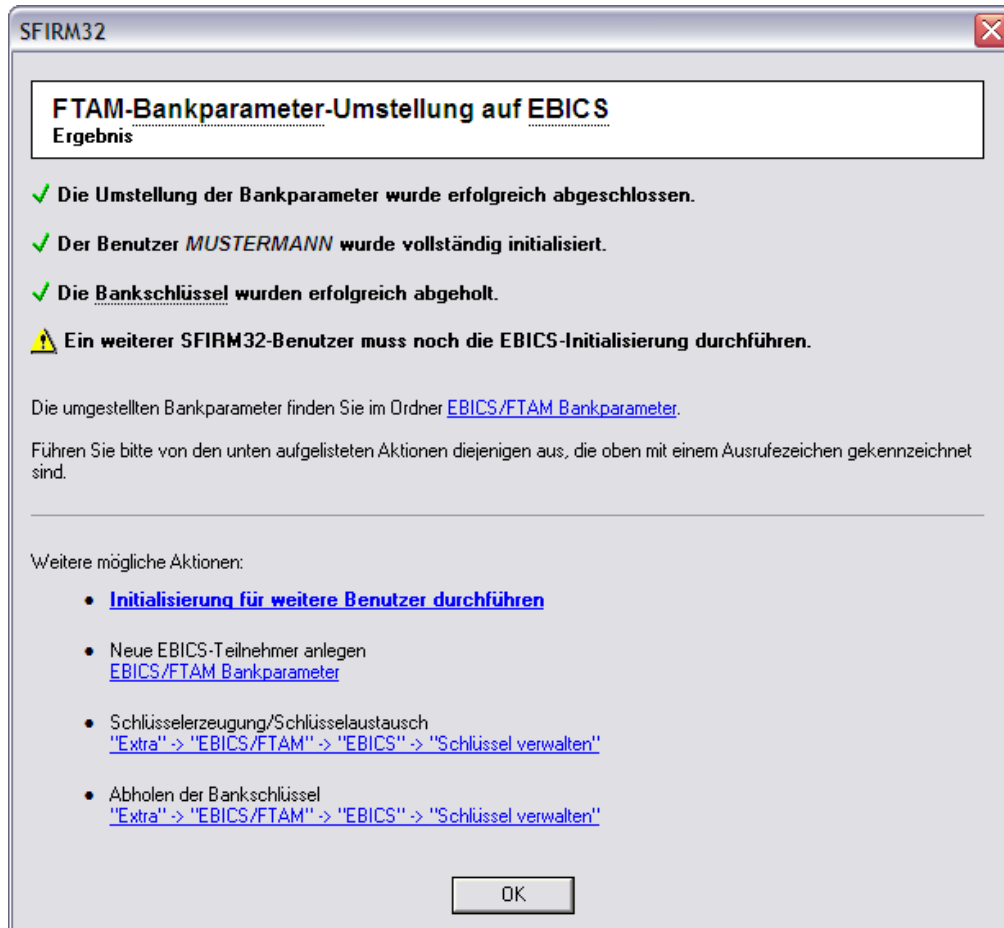 SFIRM32
FTAM-Bankparameter-Umstellung auf EBICS
Ergebnis
Die Umstellung der Bankparameter wurde erfolgreich abgeschlossen.
Der Benutzer MUSTERMANN wurde vollständig initialisiert.
Die Bankschlüssel wurden erfolgreich abgeholt.
Ein weiterer SFIRM32-Benutzer muss noch die EBICS-Initialisierung durchführen.
Die umgestellten Bankparameter finden Sie im Ordner EBICS/FTAM Bankparameter.
Führen Sie bitte von den unten aufgelisteten Aktionen diejenigen aus, die oben mit einem Ausrufezeichen gekennzeichnet
sind.
Weitere mögliche Aktionen:
• Initialisierung für weitere Benutzer durchführen
• Neue EBICS-Teilnehmer anlegen
EBICS/FTAM Bankparameter
• Schlüsselerzeugung/Schlüsselaustausch
"Extra" -> "EBICS/FTAM" -> "EBICS" -> "Schlüssel verwalten"
• Abholen der Bankschlüssel
"Extra" -> "EBICS/FTAM" -> "EBICS" -> "Schlüssel verwalten"
OK